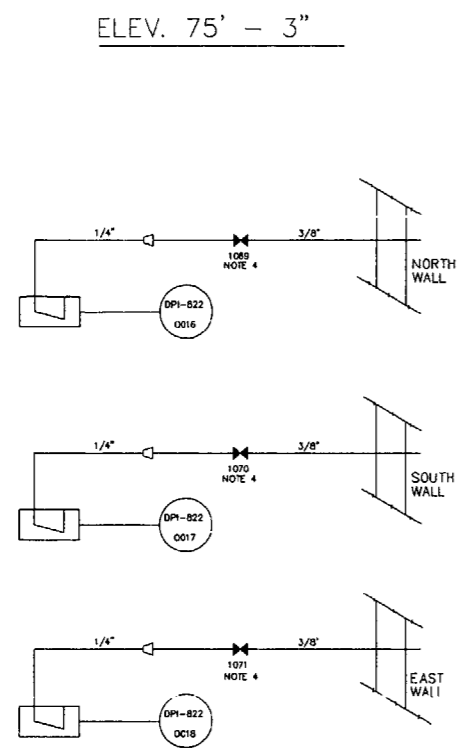 ELEV. 75' - 3"
1/4" 3/8"
1069
NOTE 4
NORTH
WALL
DPI-822
0016
1/4" 3/8"
1070
NOTE 4
SOUTH
WALL
DPI-822
0017
1/4" 3/8"
1071
NOTE 4
EAST
WALL
DPI-822
0018